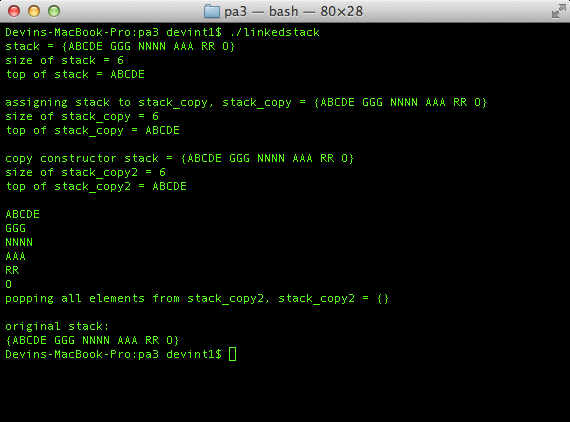 pa3 — bash — 80×28
Devins-MacBook-Pro:pa3 devint1$ ./linkedstack
stack = {ABCDE GGG NNNN AAA RR O}
size of stack = 6
top of stack = ABCDE
assigning stack to stack_copy, stack_copy = {ABCDE GGG NNNN AAA RR O}
size of stack_copy = 6
top of stack_copy = ABCDE
copy constructor stack = {ABCDE GGG NNNN AAA RR O}
size of stack_copy2 = 6
top of stack_copy2 = ABCDE
ABCDE
GGG
NNNN
AAA
RR
O
popping all elements from stack_copy2, stack_copy2 = {}
original stack:
{ABCDE GGG NNNN AAA RR O}
Devins-MacBook-Pro:pa3 devint1$